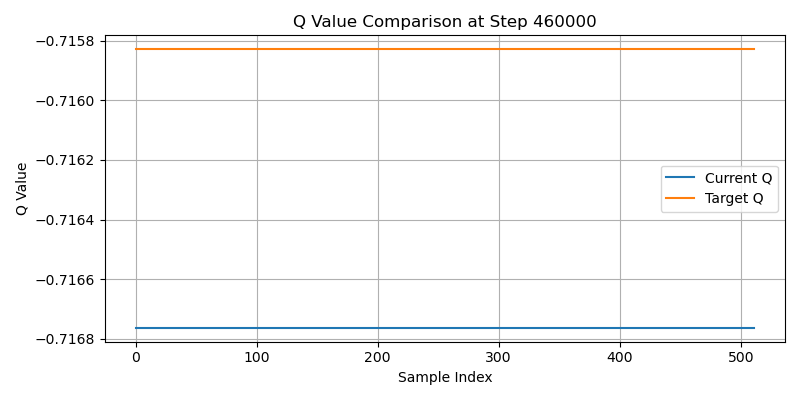 Q Value Comparison at Step 460000
−0.7158
−0.7160
−0.7162
−0.7164
−0.7166
−0.7168
Q Value
Current Q
Target Q
0 100 200 300 400 500
Sample Index